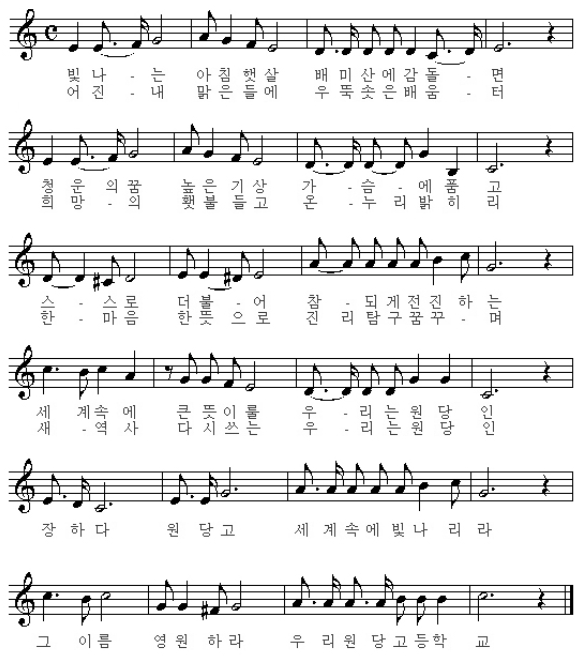 빛 나 - 는 아 침 햇 살 배 미 산 에 감 돌 - 면
어 진 - 내 맑 은 들 에 우 뚝 솟 은 배 움 - 터
청 운 의 꿈 높 은 기 상 가 - 슴 - 에 품 고
희 망 - 의 횃 불 들 고 온 - 누 리 밝 히 리
스 - 스 로 더 불 - 어 참 - 되 게 전 진 하 는
한 - 마 음 한 뜻 으 로 진 리 탐 구 꿈 꾸 - 며
세 계 속 에 큰 뜻 이 룰 우 - 리 는 원 당 인
새 - 역 사 다 시 쓰 는 우 - 리 는 원 당 인
장 하 다 원 당 고 세 계 속 에 빛 나 리 라
그 이 름 영 원 하 라 우 리 원 당 고 등 학 교